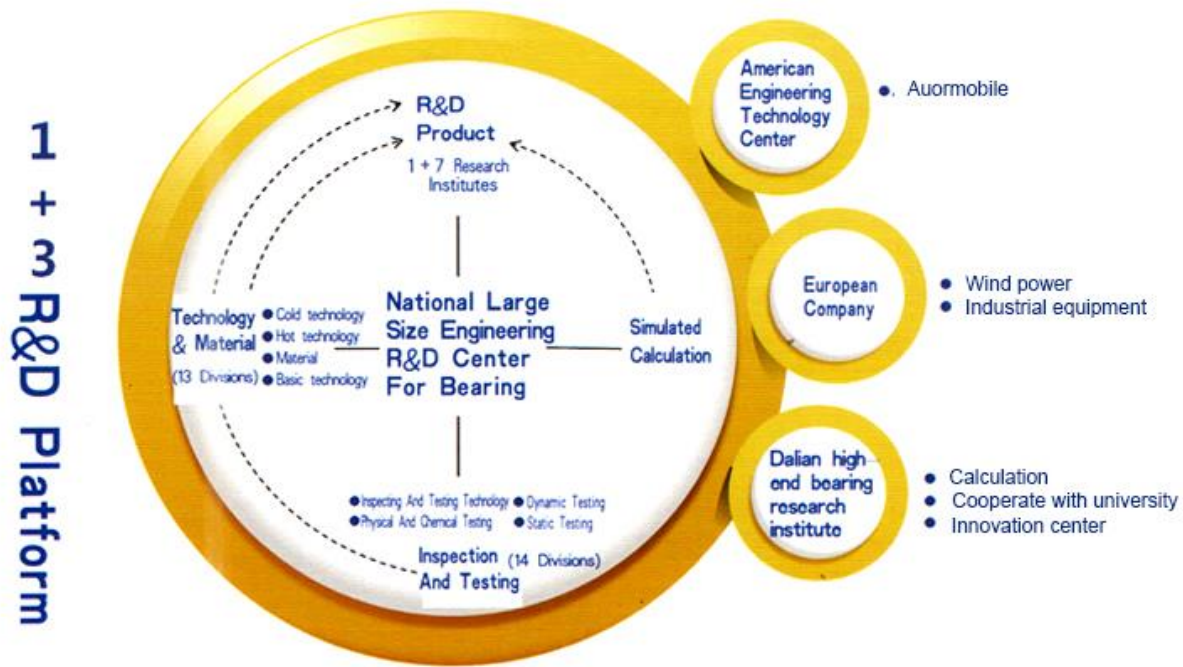 1 + 3 R&D Platform
R&D
Product
1 + 7 Research
Institutes
Technology
& Material
(13 Divisions)
● Cold technology
● Hot technology
● Material
● Basic technology
National Large
Size Engineering
R&D Center
For Bearing
Simulated
Calculation
● Inspecting And Testing Technology ● Dynamic Testing
● Physical And Chemical Testing ● Static Testing
Inspection (14 Divisions)
And Testing
American
Engineering
Technology
Center
●. Auormobile
European
Company
● Wind power
● Industrial equipment
Dalian high
end bearing
research
institute
● Calculation
● Cooperate with university
● Innovation center